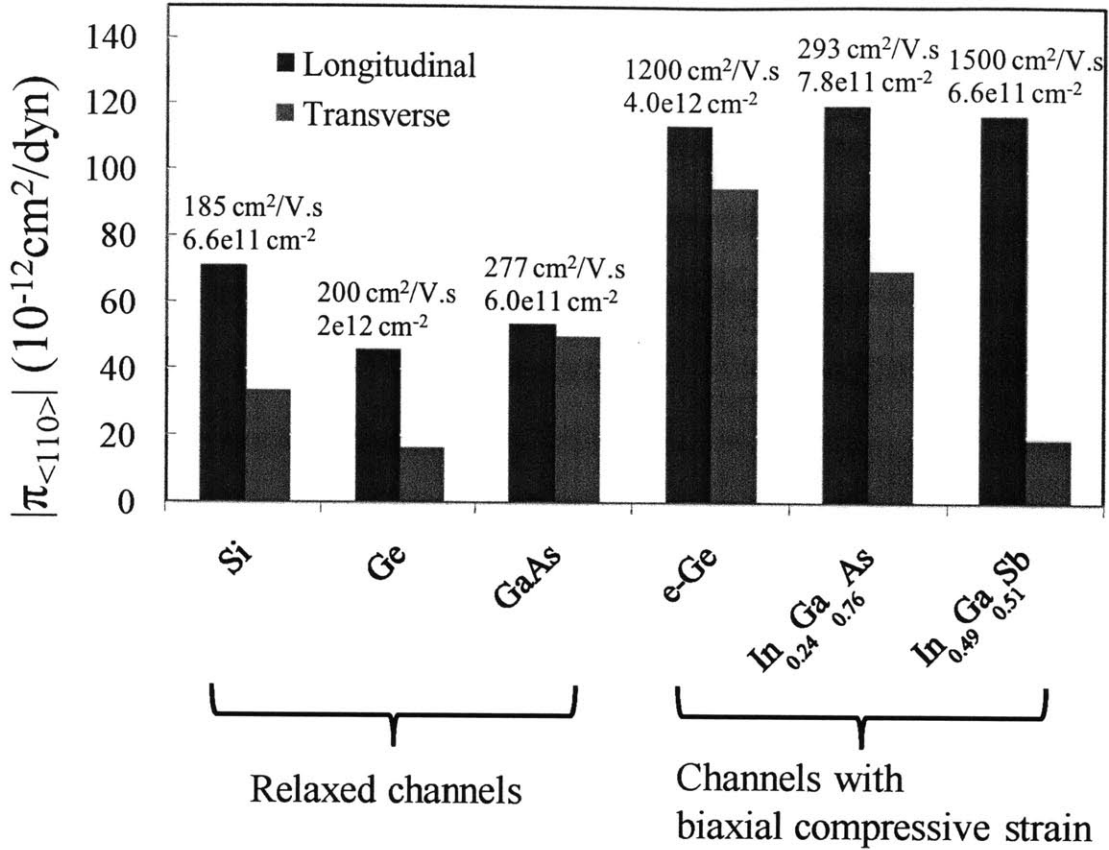 |π<110>| (10⁻¹²cm²/dyn)
140
120
100
80
60
40
20
0
Longitudinal
Transverse
185 cm²/V.s
6.6e11 cm⁻²
200 cm²/V.s
2e12 cm⁻²
277 cm²/V.s
6.0e11 cm⁻²
1200 cm²/V.s
4.0e12 cm⁻²
293 cm²/V.s
7.8e11 cm⁻²
1500 cm²/V.s
6.6e11 cm⁻²
Si
Ge
GaAs
e-Ge
In0.24Ga0.76As
In0.49Ga0.51Sb
Relaxed channels
Channels with
biaxial compressive strain